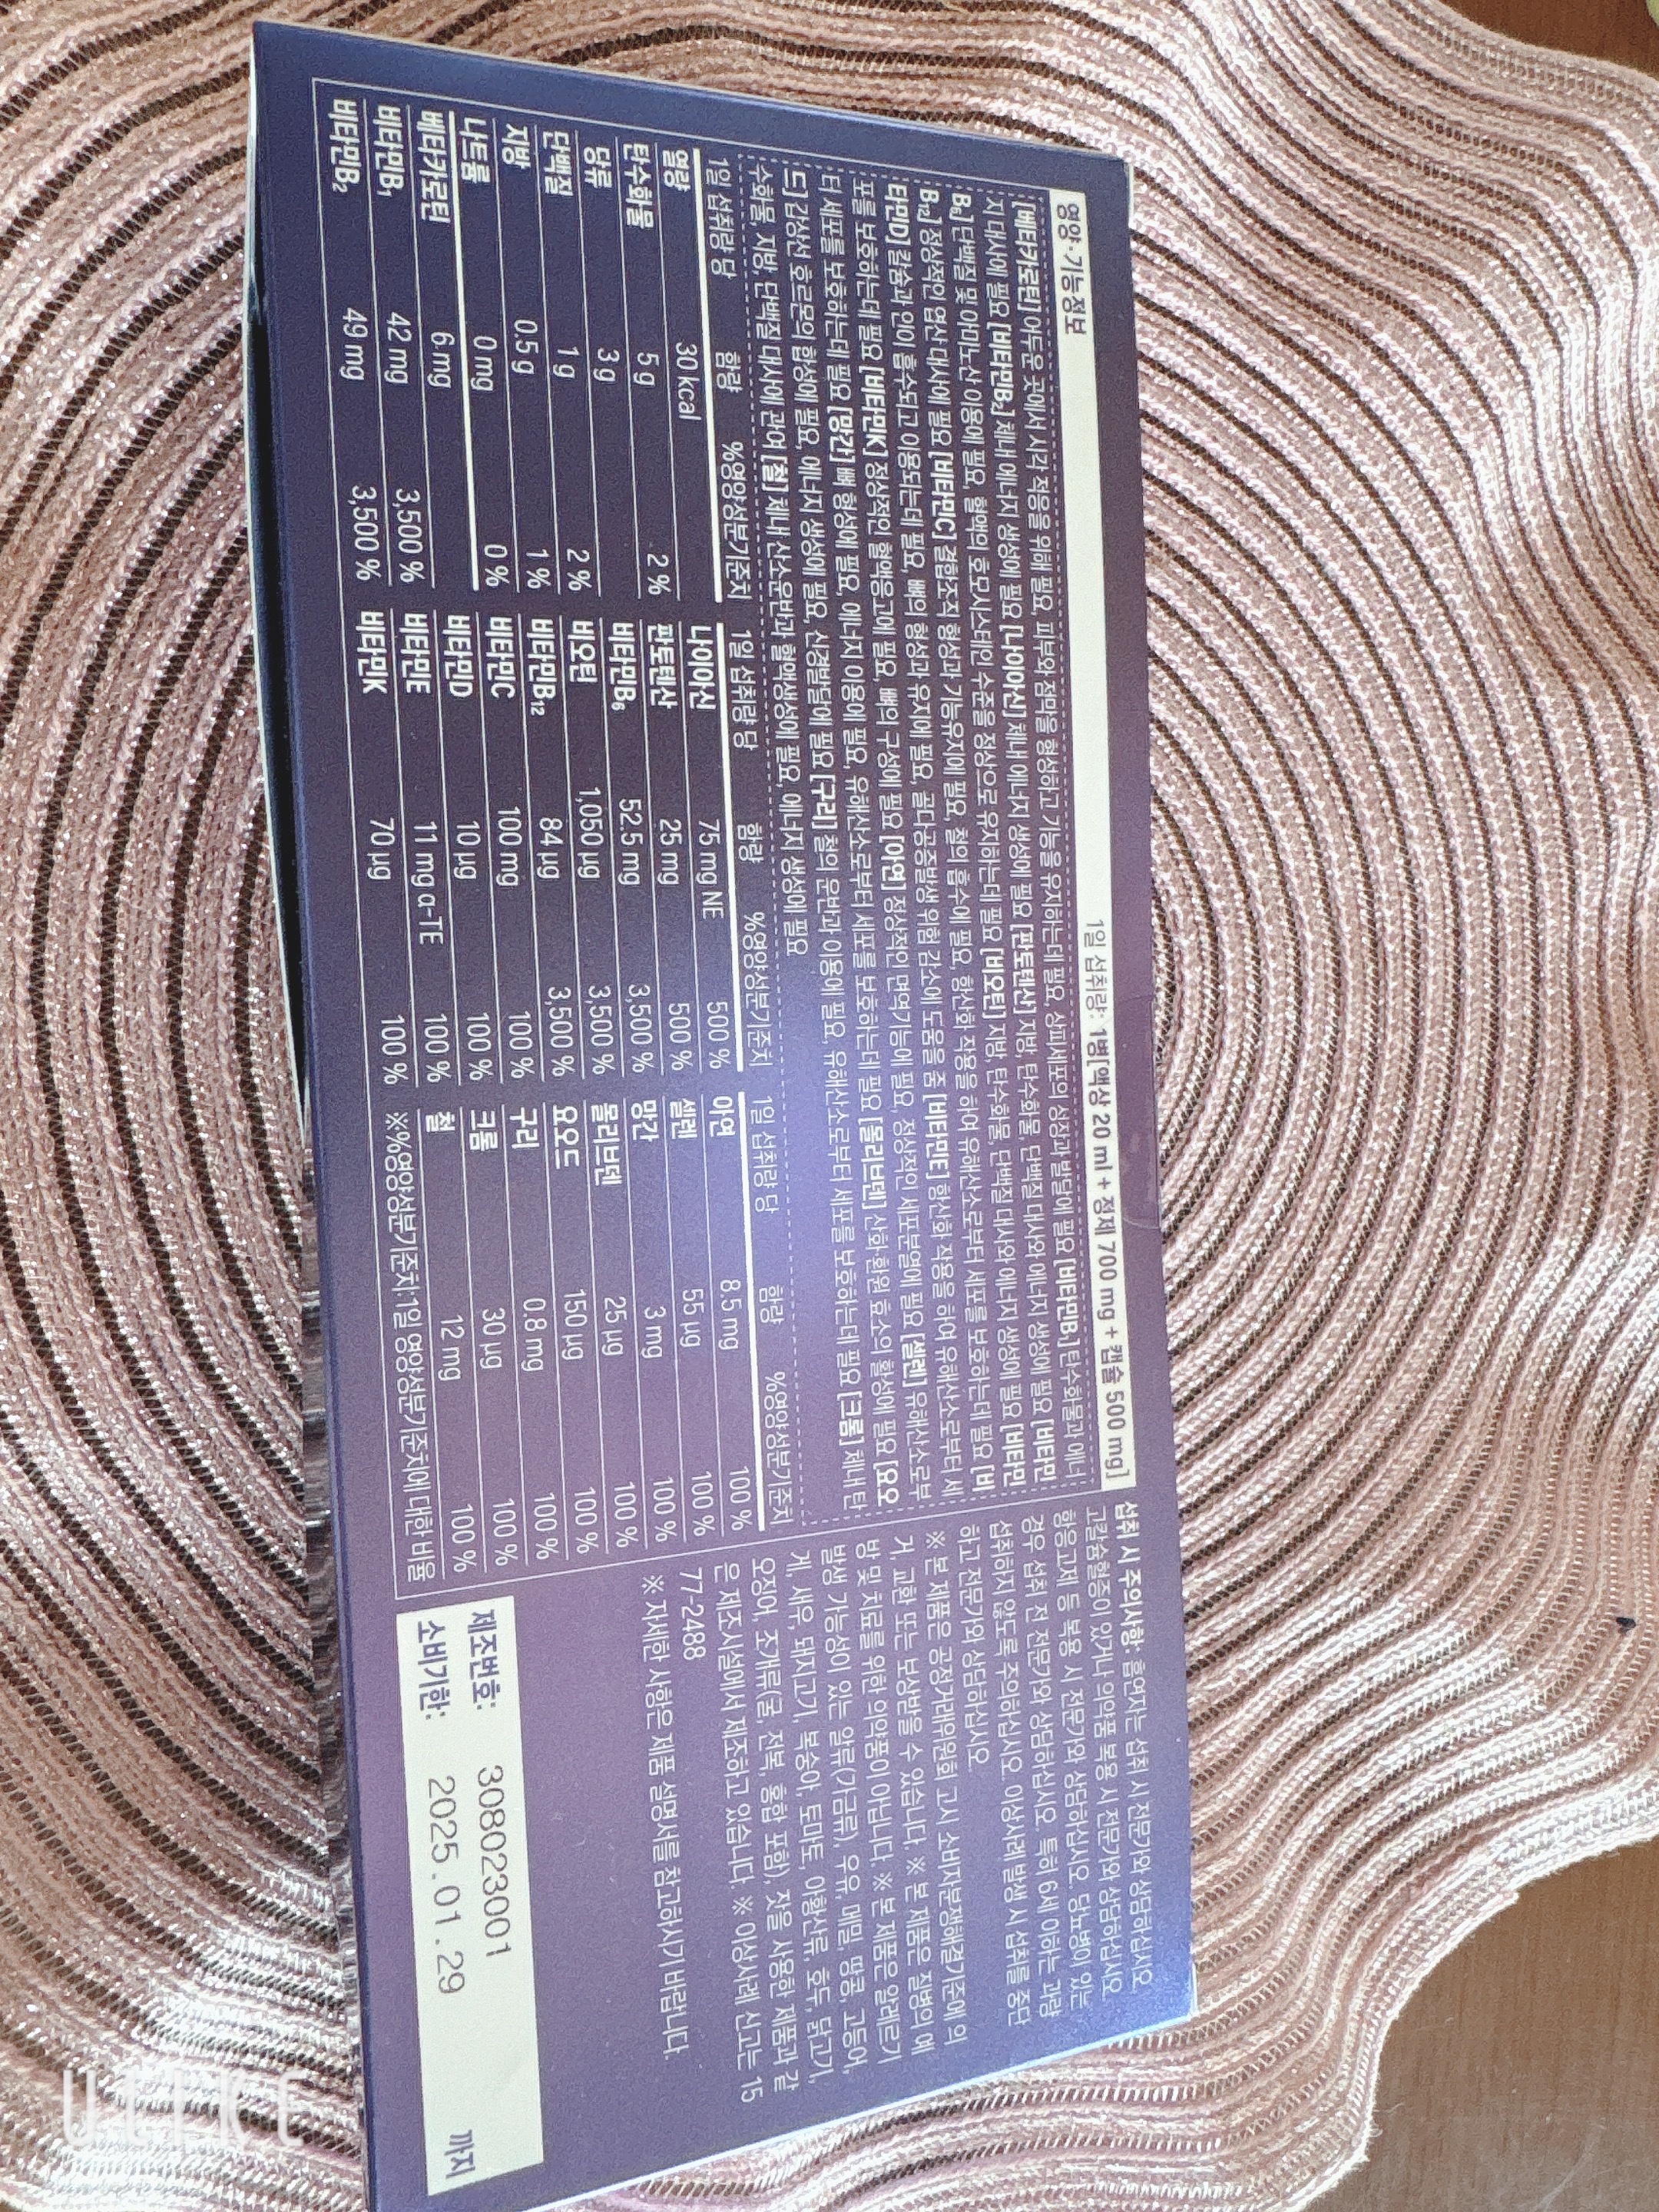 영양·기능정보
1일 섭취량: 1병[액상 20 ml + 정제 700 mg + 캡슐 500 mg]
[베타카로틴] 어두운 곳에서 시각 적응을 위해 필요, 피부와 점막을 형성하고 기능을 유지하는데 필요, 상피세포의 성장과 발달에 필요 [비타민B₁] 탄수화물과 에너
지 대사에 필요 [비타민B₂] 체내 에너지 생성에 필요 [나이아신] 체내 에너지 생성에 필요 [판토텐산] 지방, 탄수화물, 단백질 대사와 에너지 생성에 필요 [비타민
B₆] 단백질 및 아미노산 이용에 필요, 혈액의 호모시스테인 수준을 정상으로 유지하는데 필요 [비오틴] 지방, 탄수화물, 단백질 대사와 에너지 생성에 필요 [비타민
B₁₂] 정상적인 엽산 대사에 필요 [비타민C] 결합조직 형성과 기능유지에 필요, 철의 흡수에 필요, 항산화 작용을 하여 유해산소로부터 세포를 보호하는데 필요 [비
타민D] 칼슘과 인이 흡수되고 이용되는데 필요, 뼈의 형성과 유지에 필요, 골다공증발생 위험 감소에 도움을 줌 [비타민E] 항산화 작용을 하여 유해산소로부터 세
포를 보호하는데 필요 [비타민K] 정상적인 혈액응고에 필요, 뼈의 구성에 필요 [아연] 정상적인 면역기능에 필요, 정상적인 세포분열에 필요 [셀렌] 유해산소로부
터 세포를 보호하는데 필요 [망간] 뼈 형성에 필요, 에너지 이용에 필요, 유해산소로부터 세포를 보호하는데 필요 [몰리브덴] 산화·환원 효소의 활성에 필요 [요오
드] 갑상선 호르몬의 합성에 필요, 에너지 생성에 필요, 신경발달에 필요 [구리] 철의 운반과 이용에 필요, 유해산소로부터 세포를 보호하는데 필요 [크롬] 체내 탄
수화물, 지방, 단백질 대사에 관여 [철] 체내 산소운반과 혈액생성에 필요, 에너지 생성에 필요
1일 섭취량 당 함량 %영양성분기준치
열량 30 kcal
탄수화물 5 g 2 %
당류 3 g
단백질 1 g 2 %
지방 0.5 g 1 %
나트륨 0 mg 0 %
베타카로틴 6 mg
비타민B₁ 42 mg 3,500 %
비타민B₂ 49 mg 3,500 %
1일 섭취량 당 함량 %영양성분기준치
나이아신 75 mg NE 500 %
판토텐산 25 mg 500 %
비타민B₆ 52.5 mg 3,500 %
비오틴 1,050 μg 3,500 %
비타민B₁₂ 84 μg 3,500 %
비타민C 100 mg 100 %
비타민D 10 μg 100 %
비타민E 11 mg α-TE 100 %
비타민K 70 μg 100 %
1일 섭취량 당 함량 %영양성분기준치
아연 8.5 mg 100 %
셀렌 55 μg 100 %
망간 3 mg 100 %
몰리브덴 25 μg 100 %
요오드 150 μg 100 %
구리 0.8 mg 100 %
크롬 30 μg 100 %
철 12 mg 100 %
※%영양성분기준치:1일 영양성분기준치에 대한 비율
섭취 시 주의사항: 흡연자는 섭취 시 전문가와 상담하십시오.
고칼슘혈증이 있거나 의약품 복용 시 전문가와 상담하십시오.
항응고제 등 복용 시 전문가와 상담하십시오. 당뇨병이 있는
경우 섭취 전 전문가와 상담하십시오. 특히 6세 이하는 과량
섭취하지 않도록 주의하십시오. 이상사례 발생 시 섭취를 중단
하고 전문가와 상담하십시오.
※ 본 제품은 공정거래위원회 고시 소비자분쟁해결기준에 의
거, 교환 또는 보상받을 수 있습니다. ※ 본 제품은 질병의 예
방 및 치료를 위한 의약품이 아닙니다. ※ 본 제품은 알레르기
발생 가능성이 있는 알류(가금류), 우유, 메밀, 땅콩, 고등어,
게, 새우, 돼지고기, 복숭아, 토마토, 아황산류, 호두, 닭고기,
오징어, 조개류(굴, 전복, 홍합 포함), 잣을 사용한 제품과 같
은 제조시설에서 제조하고 있습니다. ※ 이상사례 신고는 15
77-2488
※ 자세한 사항은 제품 설명서를 참고하시기 바랍니다.
제조번호: 308023001
소비기한: 2025.01.29 까지
ULIKE